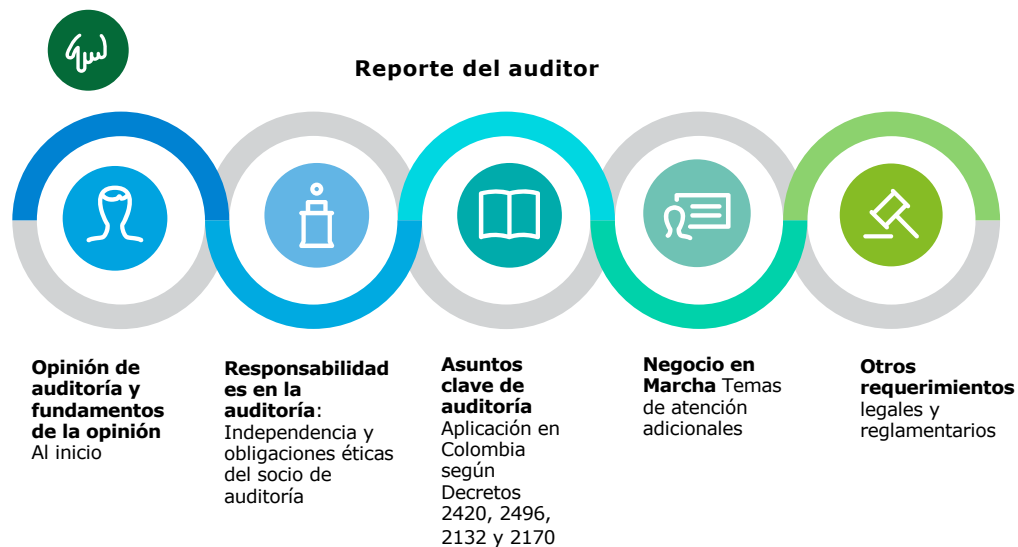 Reporte del auditor
Opinión de
auditoría y
fundamentos
de la opinión
Al inicio
Responsabilidad
es en la
auditoría:
Independencia y
obligaciones éticas
del socio de
auditoría
Asuntos
clave de
auditoría
Aplicación en
Colombia
según
Decretos
2420, 2496,
2132 y 2170
Negocio en
Marcha Temas
de atención
adicionales
Otros
requerimientos
legales y
reglamentarios